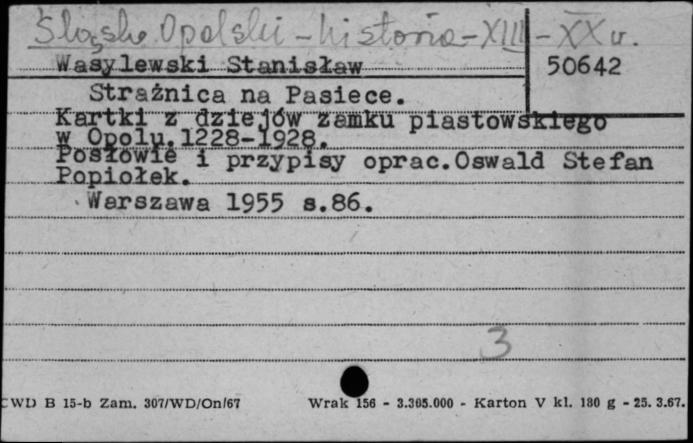 Śląsk Opolski - historia - XIII - XX w.
Wasylewski Stanisław 50642
Strażnica na Pasiece.
Kartki z dziejów zamku piastowskiego
w Opolu.1228-1928.
Posłowie i przypisy oprac.Oswald Stefan
Popiołek.
Warszawa 1955 s.86.
3
CWD B 15-b Zam. 307/WD/On/67 Wrak 156 - 3.305.000 - Karton V kl. 180 g - 25. 3.67.